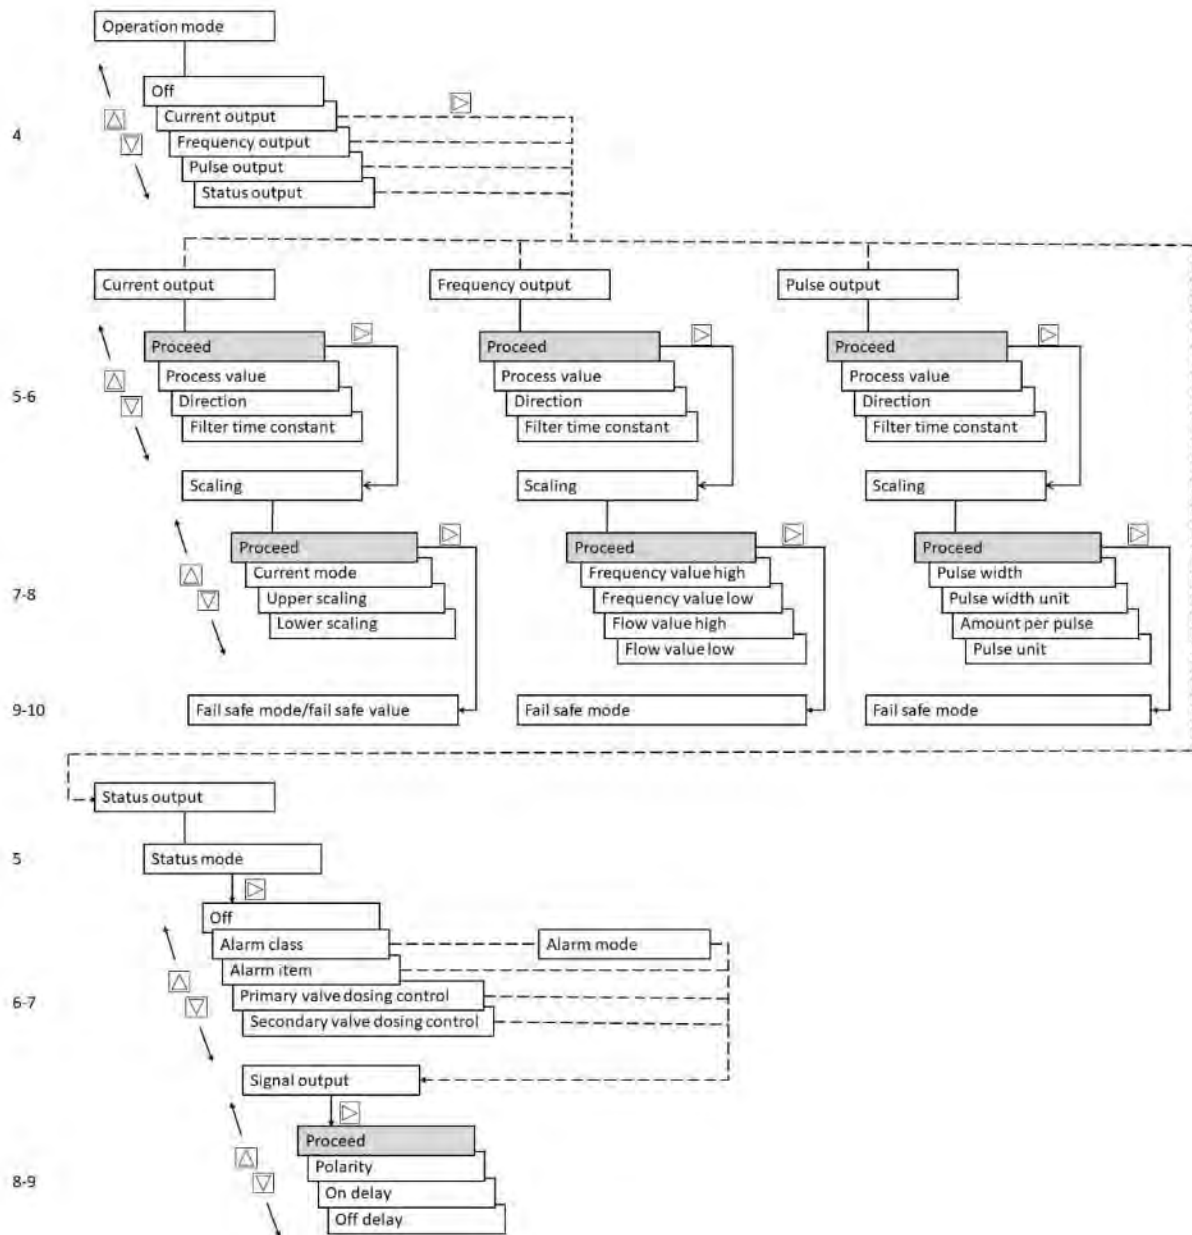 Operation mode
Off
Current output
4
Frequency output
Pulse output
Status output
Current output
Frequency output
Pulse output
Proceed
Proceed
Proceed
Process value
Process value
Process value
5-6
Direction
Direction
Direction
Filter time constant
Filter time constant
Filter time constant
Scaling
Scaling
Scaling
Proceed
Proceed
Proceed
Current mode
Frequency value high
Pulse width
7-8
Upper scaling
Frequency value low
Pulse width unit
Lower scaling
Flow value high
Amount per pulse
Flow value low
Pulse unit
9-10
Fail safe mode/fail safe value
Fail safe mode
Fail safe mode
Status output
5
Status mode
Off
Alarm class
Alarm mode
Alarm item
6-7
Primary valve dosing control
Secondary valve dosing control
Signal output
Proceed
Polarity
8-9
On delay
Off delay